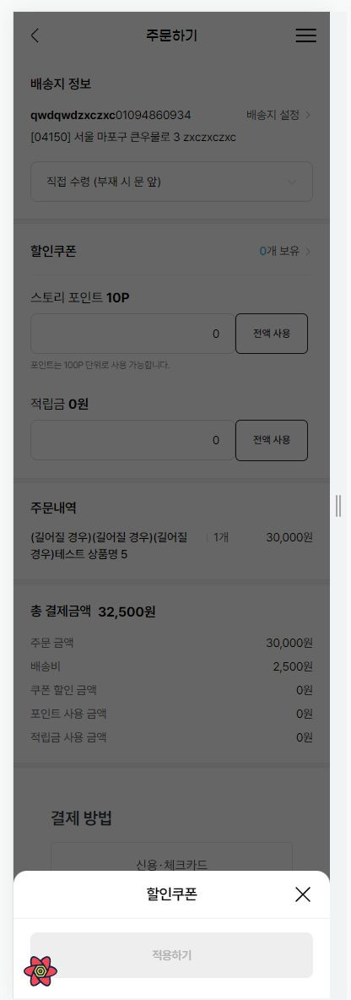 주문하기
배송지 정보
qwdqwdzxczxc01094860934 배송지 설정
[04150] 서울 마포구 큰우물로 3 zxczxczxc
직접 수령 (부재 시 문 앞)
할인쿠폰 0개 보유
스토리 포인트 10P
0 전액 사용
포인트는 100P 단위로 사용 가능합니다.
적립금 0원
0 전액 사용
주문내역
(길어질 경우)(길어질 경우)(길어질 1개 30,000원
경우)테스트 상품명 5
총 결제금액 32,500원
주문 금액 30,000원
배송비 2,500원
쿠폰 할인 금액 0원
포인트 사용 금액 0원
적립금 사용 금액 0원
결제 방법
신용·체크카드
할인쿠폰
적용하기